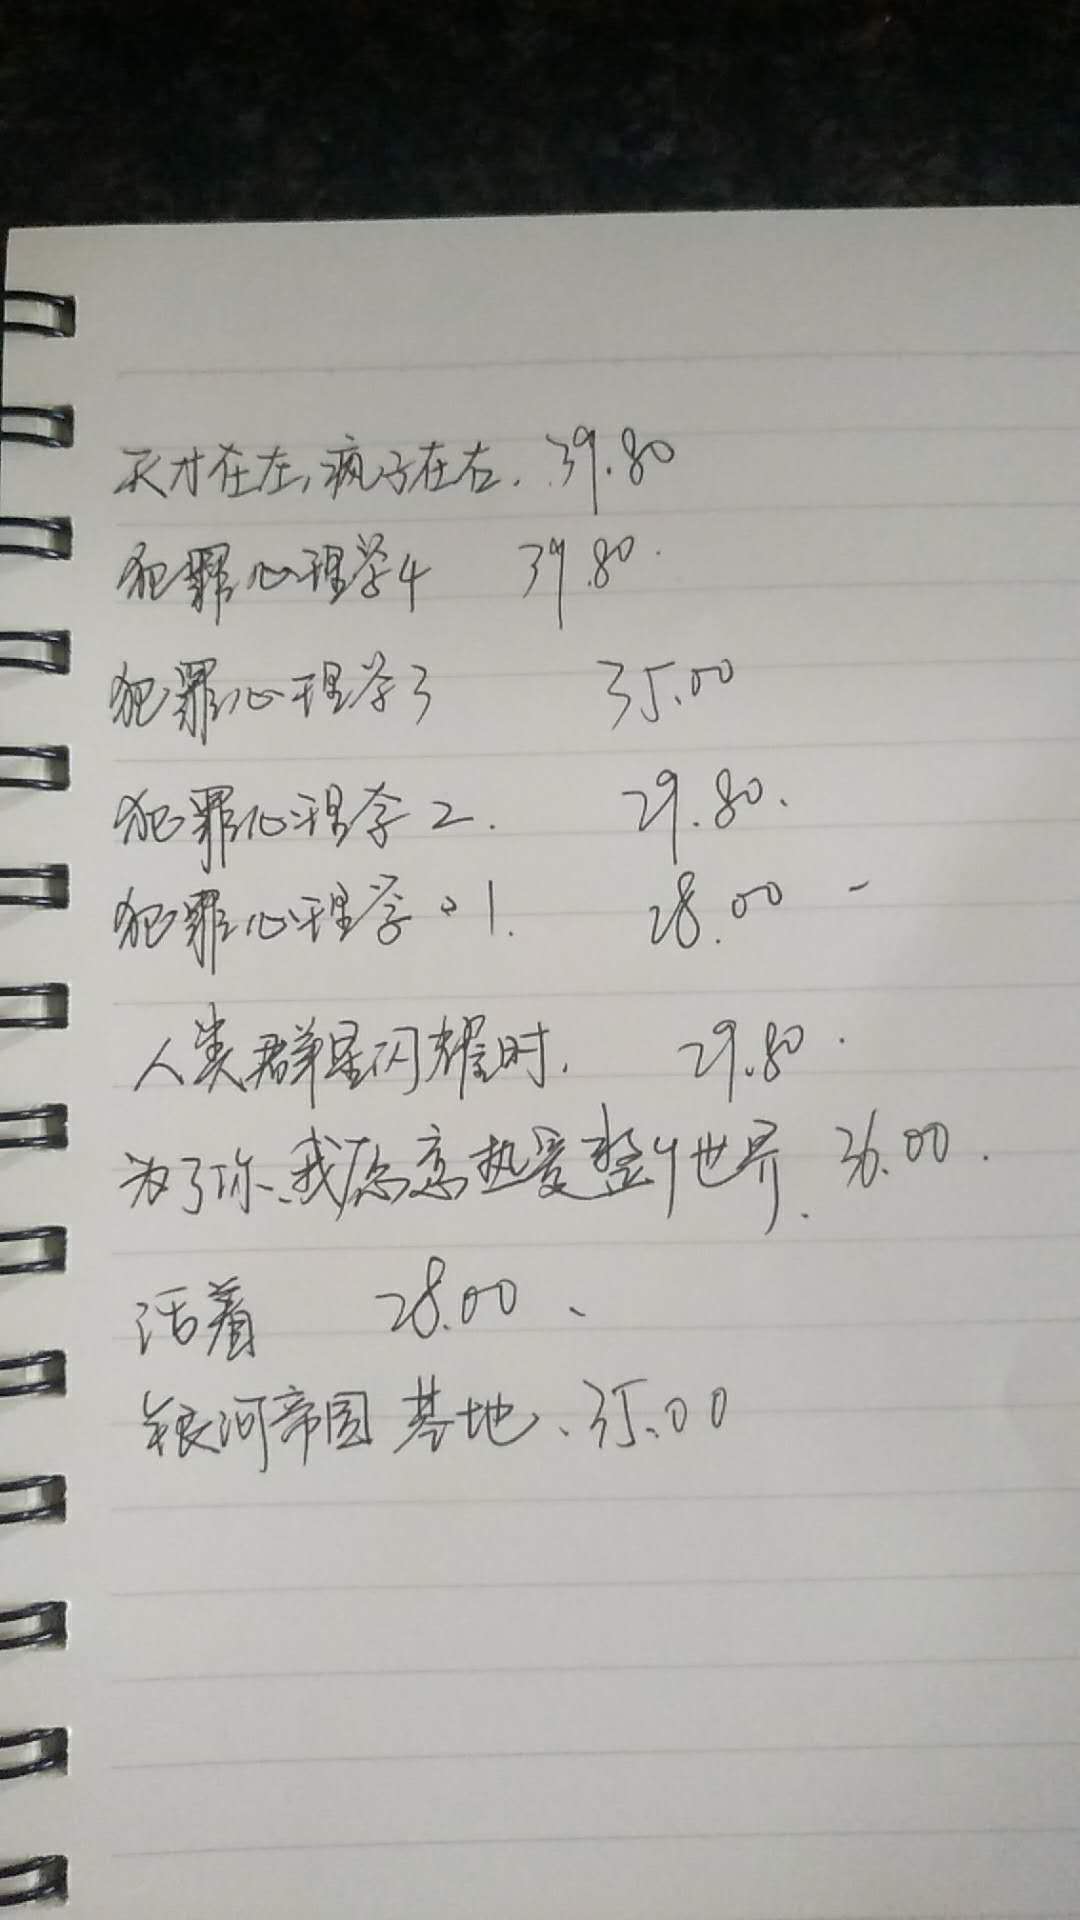 天才在左,疯子在右. 39.80
犯罪心理学4 39.80.
犯罪心理学3 35.00
犯罪心理学2. 29.80.
犯罪心理学 1. 28.00 -
人类群星闪耀时. 29.80.
为了你、我愿意热爱整个世界. 36.00.
活着 28.00 、
银河帝国 基地、35.00